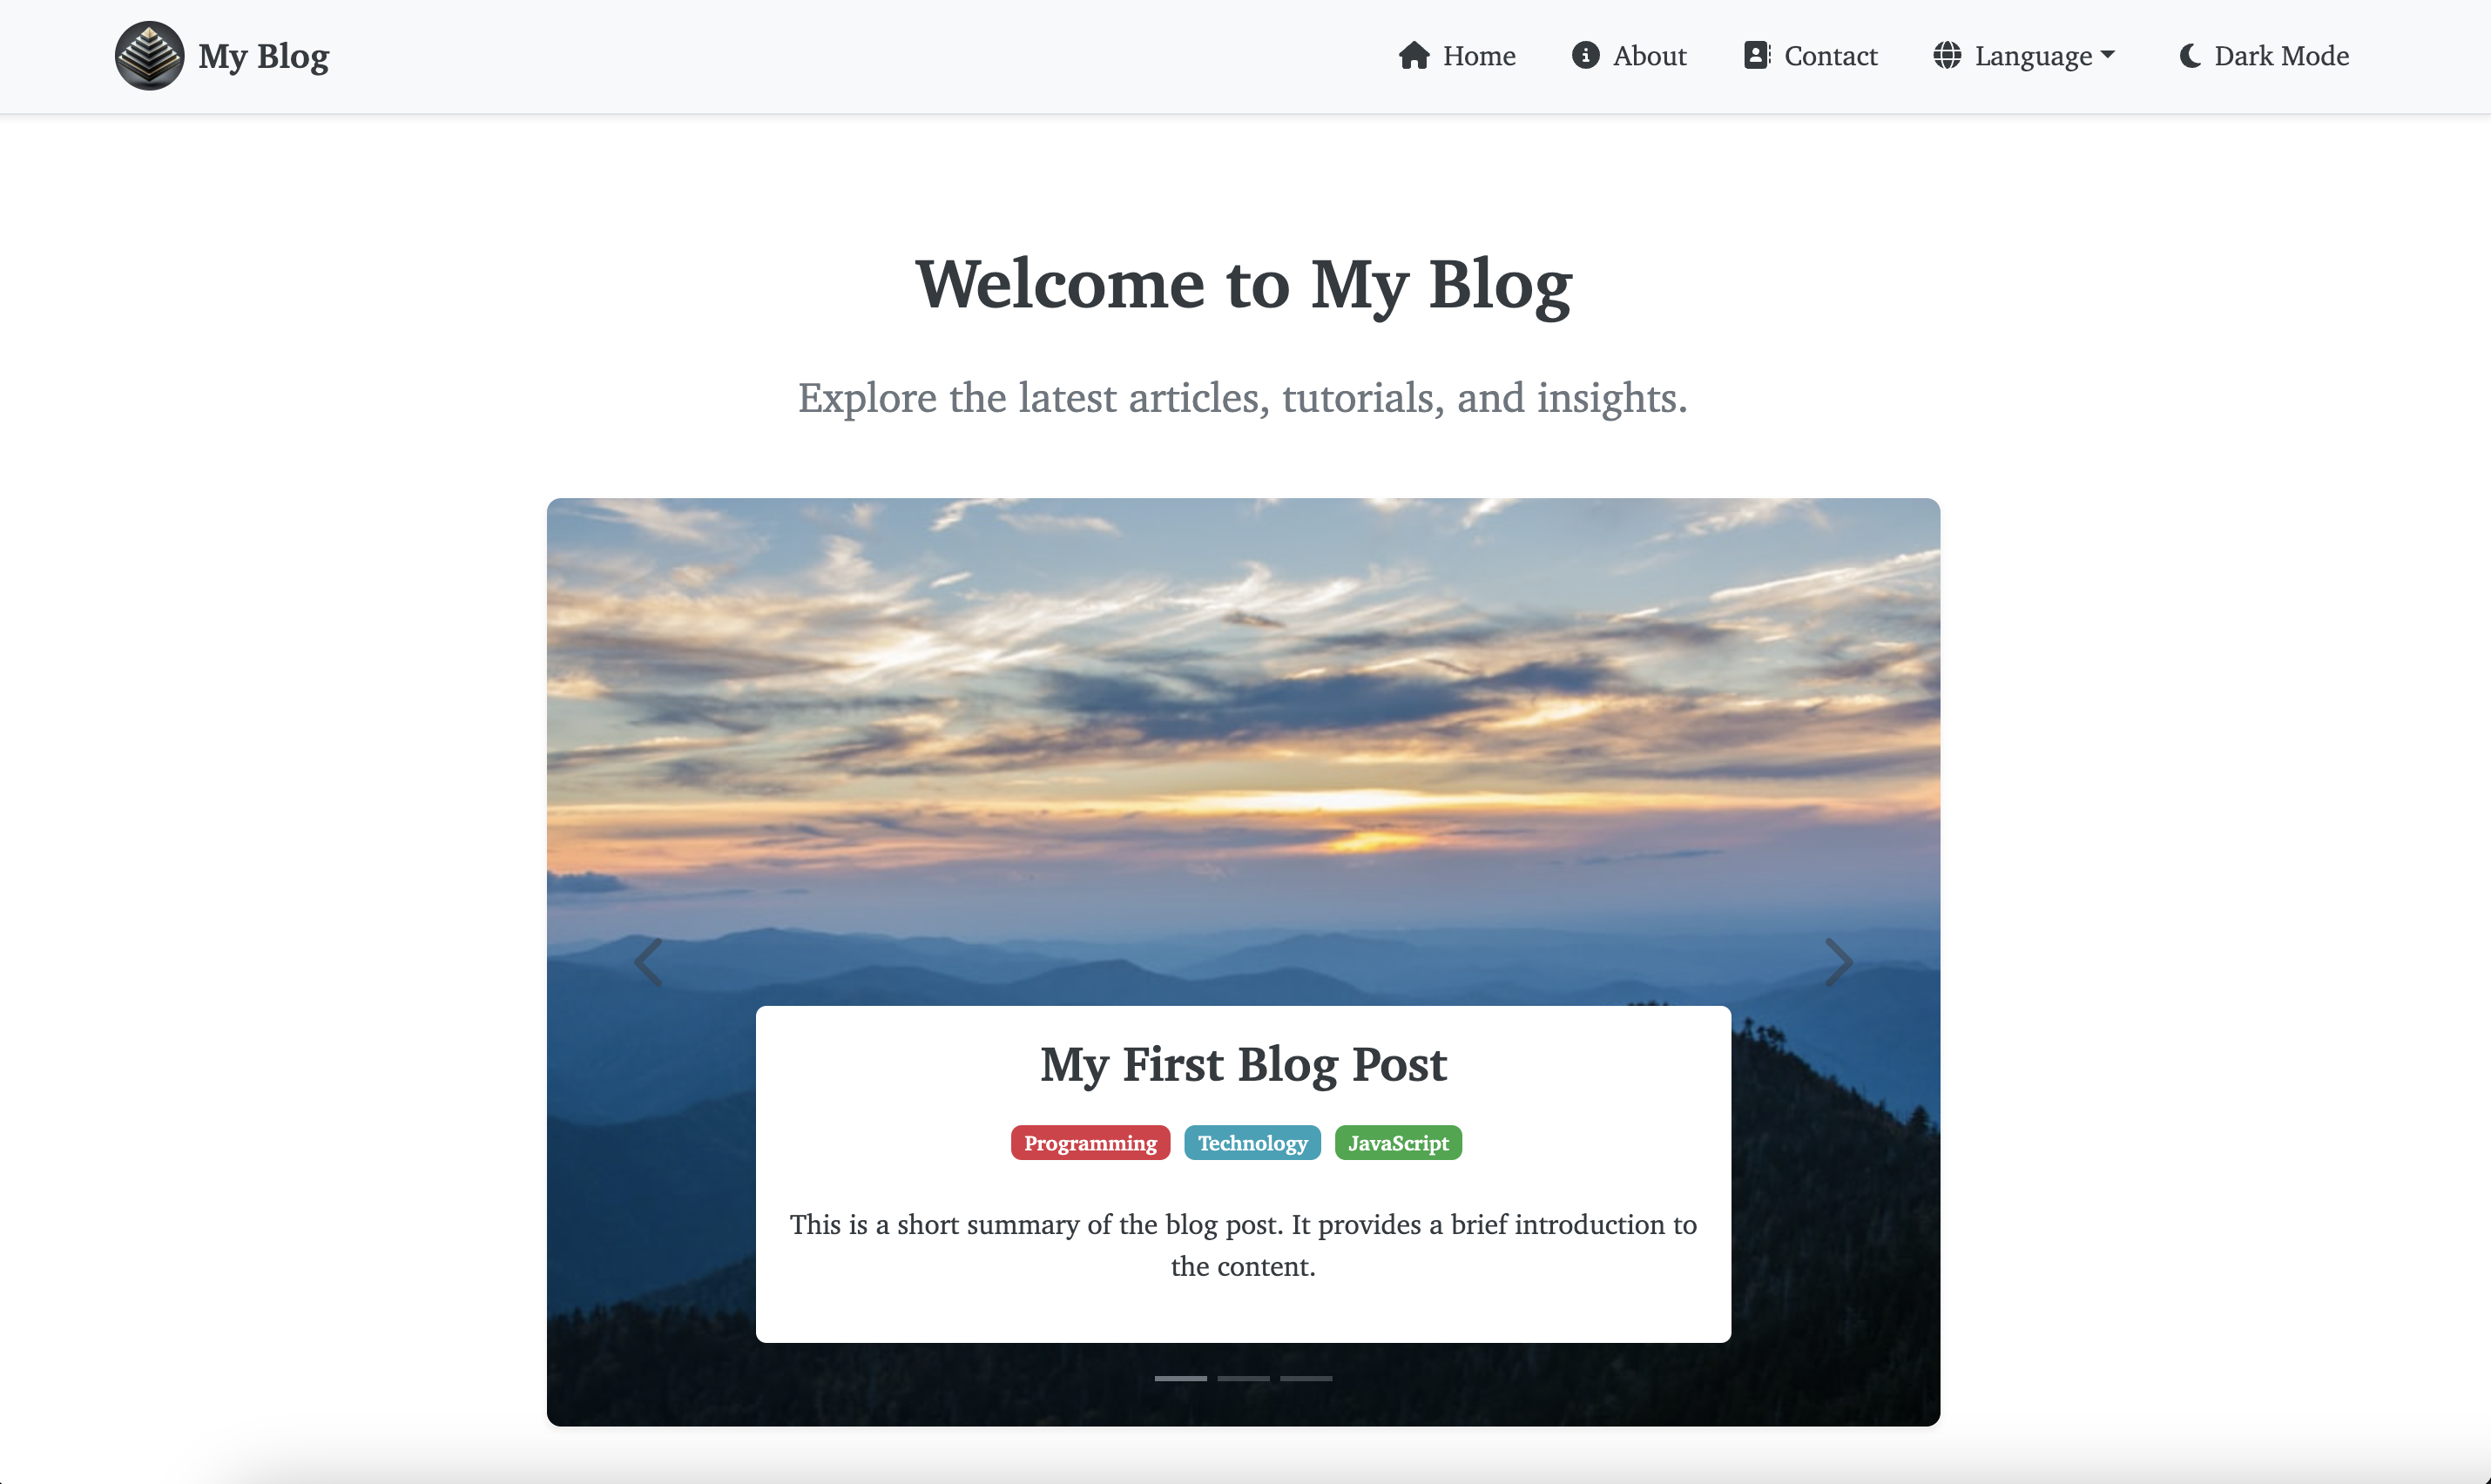 My Blog
Home
About
Contact
Language
Dark Mode
Welcome to My Blog
Explore the latest articles, tutorials, and insights.
My First Blog Post
Programming
Technology
JavaScript
This is a short summary of the blog post. It provides a brief introduction to
the content.